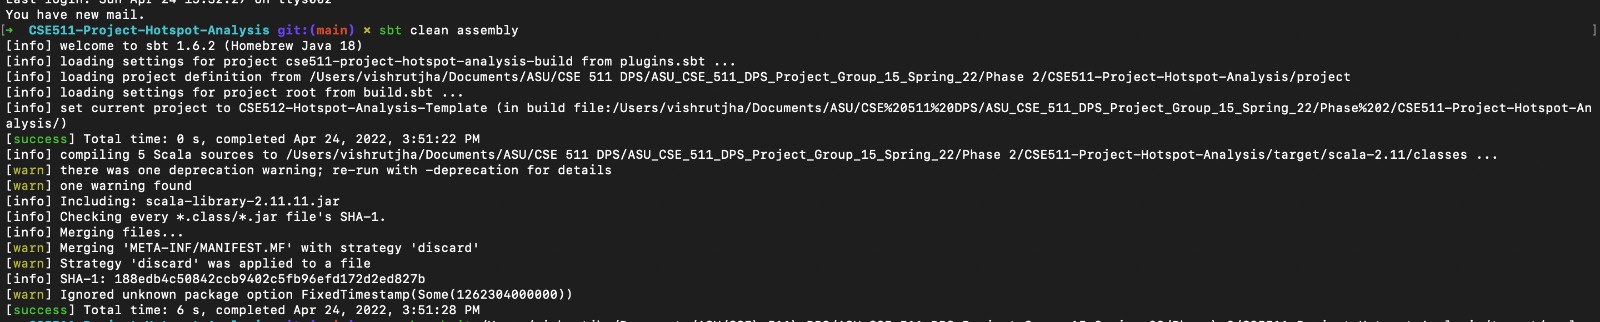 You have new mail.
[➜ CSE511-Project-Hotspot-Analysis git:(main) × sbt clean assembly ]
[info] welcome to sbt 1.6.2 (Homebrew Java 18)
[info] loading settings for project cse511-project-hotspot-analysis-build from plugins.sbt ...
[info] loading project definition from /Users/vishrutjha/Documents/ASU/CSE 511 DPS/ASU_CSE_511_DPS_Project_Group_15_Spring_22/Phase 2/CSE511-Project-Hotspot-Analysis/project
[info] loading settings for project root from build.sbt ...
[info] set current project to CSE512-Hotspot-Analysis-Template (in build file:/Users/vishrutjha/Documents/ASU/CSE%20511%20DPS/ASU_CSE_511_DPS_Project_Group_15_Spring_22/Phase%202/CSE511-Project-Hotspot-An
alysis/)
[success] Total time: 0 s, completed Apr 24, 2022, 3:51:22 PM
[info] compiling 5 Scala sources to /Users/vishrutjha/Documents/ASU/CSE 511 DPS/ASU_CSE_511_DPS_Project_Group_15_Spring_22/Phase 2/CSE511-Project-Hotspot-Analysis/target/scala-2.11/classes ...
[warn] there was one deprecation warning; re-run with -deprecation for details
[warn] one warning found
[info] Including: scala-library-2.11.11.jar
[info] Checking every *.class/*.jar file's SHA-1.
[info] Merging files...
[warn] Merging 'META-INF/MANIFEST.MF' with strategy 'discard'
[warn] Strategy 'discard' was applied to a file
[info] SHA-1: 188edb4c50842ccb9402c5fb96efd172d2ed827b
[warn] Ignored unknown package option FixedTimestamp(Some(1262304000000))
[success] Total time: 6 s, completed Apr 24, 2022, 3:51:28 PM